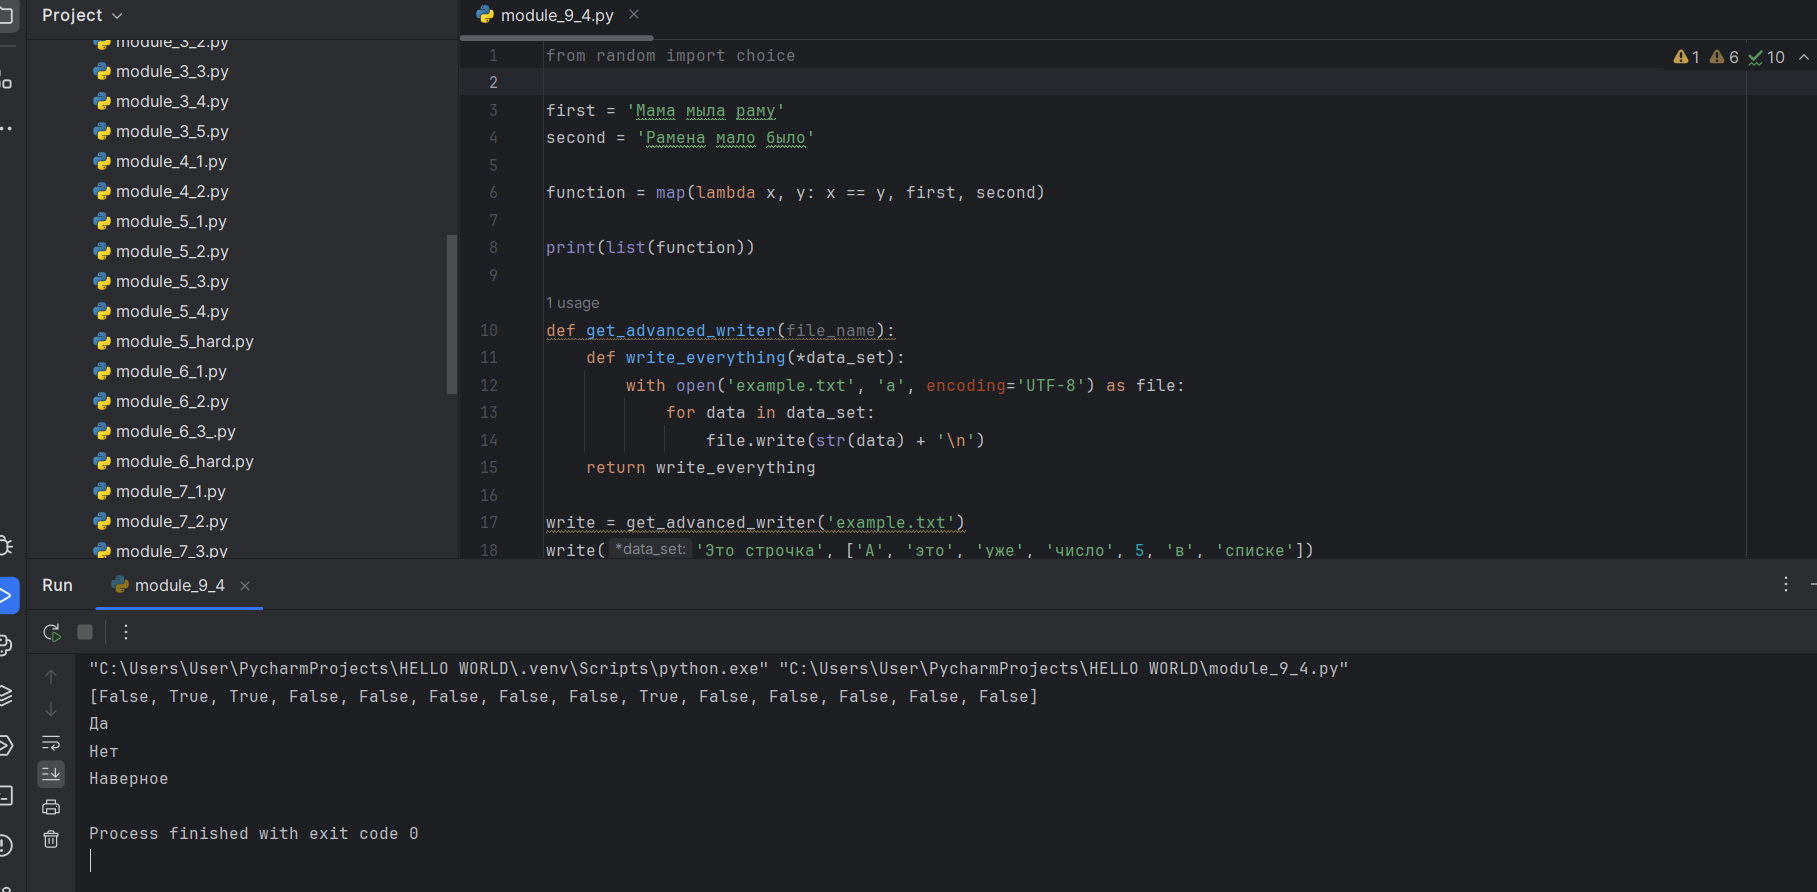 Project
module_3_2.py
module_3_3.py
module_3_4.py
module_3_5.py
module_4_1.py
module_4_2.py
module_5_1.py
module_5_2.py
module_5_3.py
module_5_4.py
module_5_hard.py
module_6_1.py
module_6_2.py
module_6_3_.py
module_6_hard.py
module_7_1.py
module_7_2.py
module_7_3.py
module_9_4.py
1 6 10
1 from random import choice
2
3 first = 'Мама мыла раму'
4 second = 'Рамена мало было'
5
6 function = map(lambda x, y: x == y, first, second)
7
8 print(list(function))
9
1 usage
10 def get_advanced_writer(file_name):
11 def write_everything(*data_set):
12 with open('example.txt', 'a', encoding='UTF-8') as file:
13 for data in data_set:
14 file.write(str(data) + '\n')
15 return write_everything
16
17 write = get_advanced_writer('example.txt')
18 write( *data_set: 'Это строчка', ['А', 'это', 'уже', 'число', 5, 'в', 'списке'])
Run module_9_4
"C:\Users\User\PycharmProjects\HELLO WORLD\.venv\Scripts\python.exe" "C:\Users\User\PycharmProjects\HELLO WORLD\module_9_4.py"
[False, True, True, False, False, False, False, False, True, False, False, False, False, False]
Да
Нет
Наверное
Process finished with exit code 0